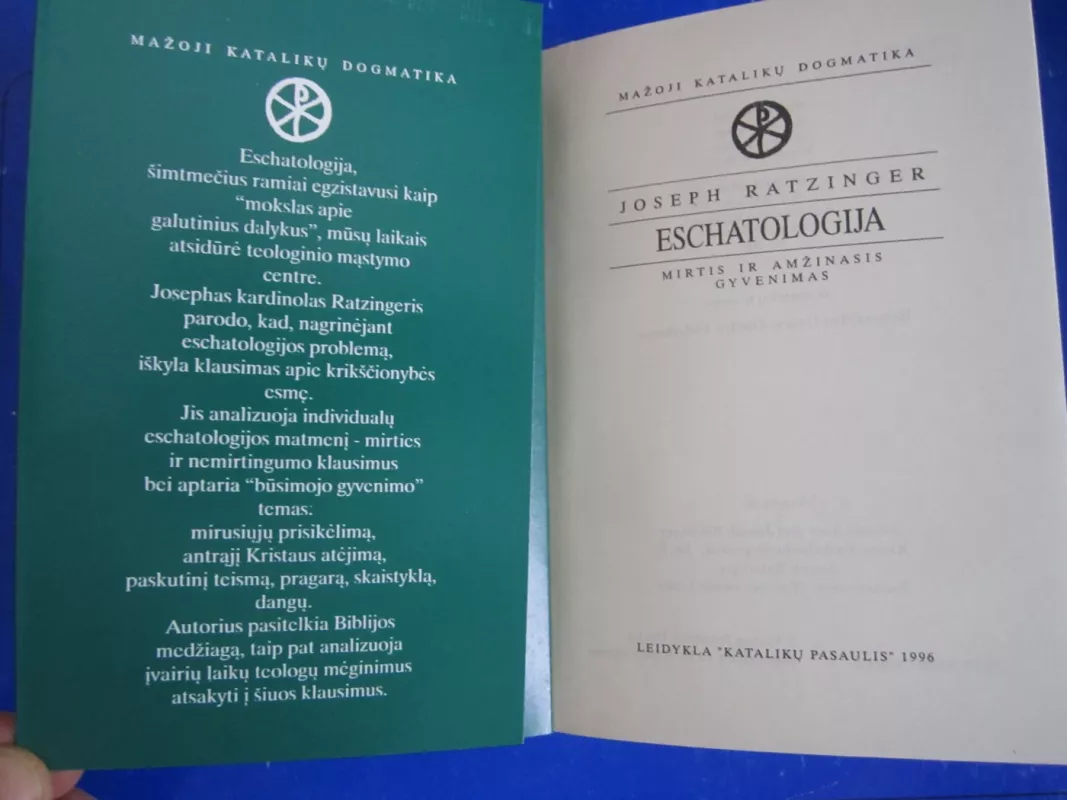 MAŽOJI KATALIKŲ DOGMATIKA
Eschatologija,
šimtmečius ramiai egzistavusi kaip
“mokslas apie
galutinius dalykus”, mūsų laikais
atsidūrė teologinio mąstymo
centre.
Josephas kardinolas Ratzingeris
parodo, kad, nagrinėjant
eschatologijos problemą,
iškyla klausimas apie krikščionybės
esmę.
Jis analizuoja individualų
eschatologijos matmenį - mirties
ir nemirtingumo klausimus
bei aptaria “būsimojo gyvenimo”
temas:
mirusiųjų prisikėlimą,
antrąjį Kristaus atėjimą,
paskutinį teismą, pragarą, skaistyklą,
dangų.
Autorius pasitelkia Biblijos
medžiagą, taip pat analizuoja
įvairių laikų teologų mėginimus
atsakyti į šiuos klausimus.
MAŽOJI KATALIKŲ DOGMATIKA
JOSEPH RATZINGER
ESCHATOLOGIJA
MIRTIS IR AMŽINASIS
GYVENIMAS
LEIDYKLA "KATALIKŲ PASAULIS" 1996